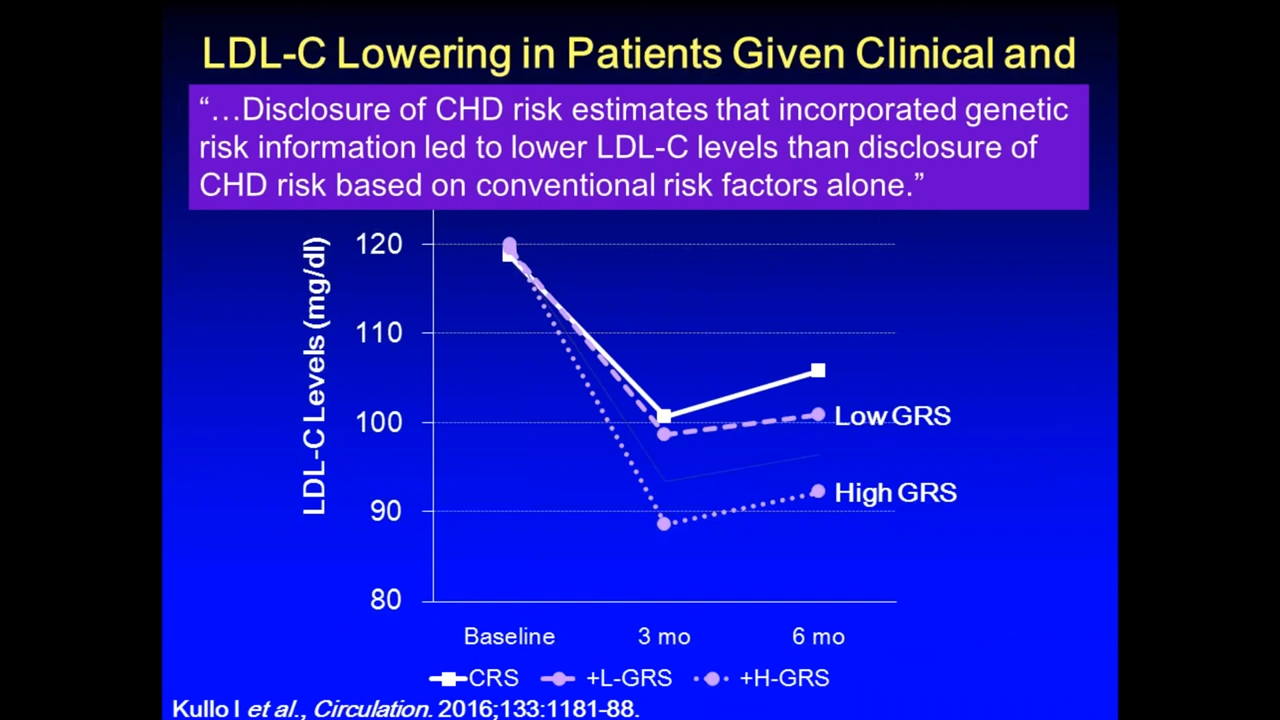 LDL-C Lowering in Patients Given Clinical and
“…Disclosure of CHD risk estimates that incorporated genetic
risk information led to lower LDL-C levels than disclosure of
CHD risk based on conventional risk factors alone.”
LDL-C Levels (mg/dl)
120
110
100
90
80
Low GRS
High GRS
Baseline 3 mo 6 mo
CRS +L-GRS +H-GRS
Kullo I et al., Circulation. 2016;133:1181-88.